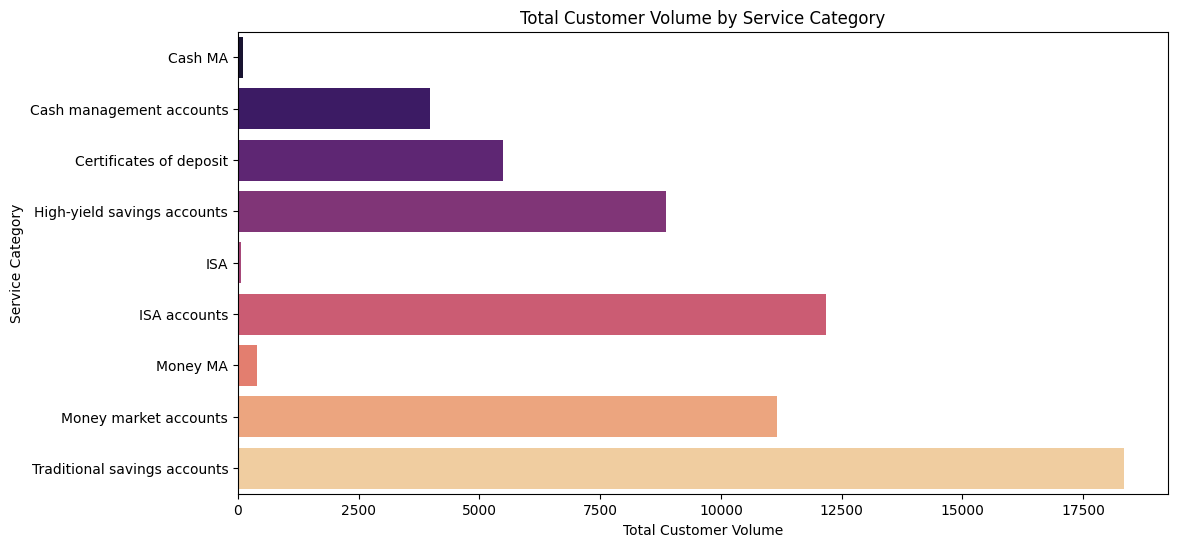 Total Customer Volume by Service Category
Service Category
Cash MA
Cash management accounts
Certificates of deposit
High-yield savings accounts
ISA
ISA accounts
Money MA
Money market accounts
Traditional savings accounts
0 2500 5000 7500 10000 12500 15000 17500
Total Customer Volume